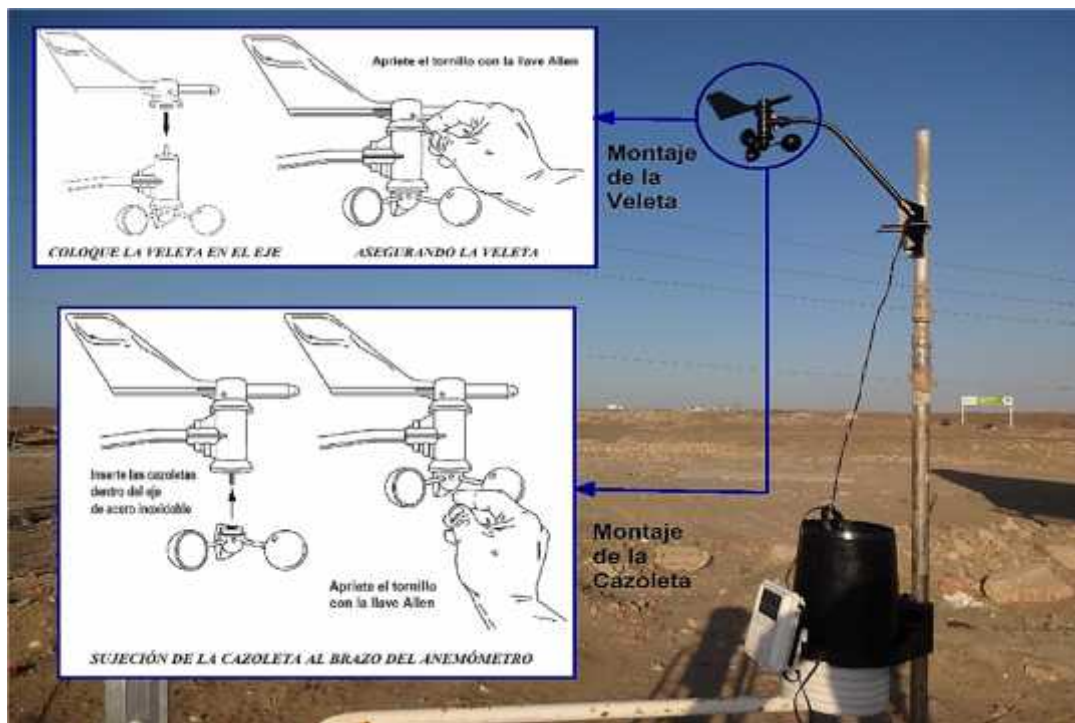 Apriete el tornillo con la llave Allen
COLOQUE LA VELETA EN EL EJE
ASEGURANDO LA VELETA
Montaje
de la
Veleta
Inserte las cazoletas
dentro del eje
de acero inoxidable
Apriete el tornillo
con la llave Allen
SUJECIÓN DE LA CAZOLETA AL BRAZO DEL ANEMÓMETRO
Montaje
de la
Cazoleta